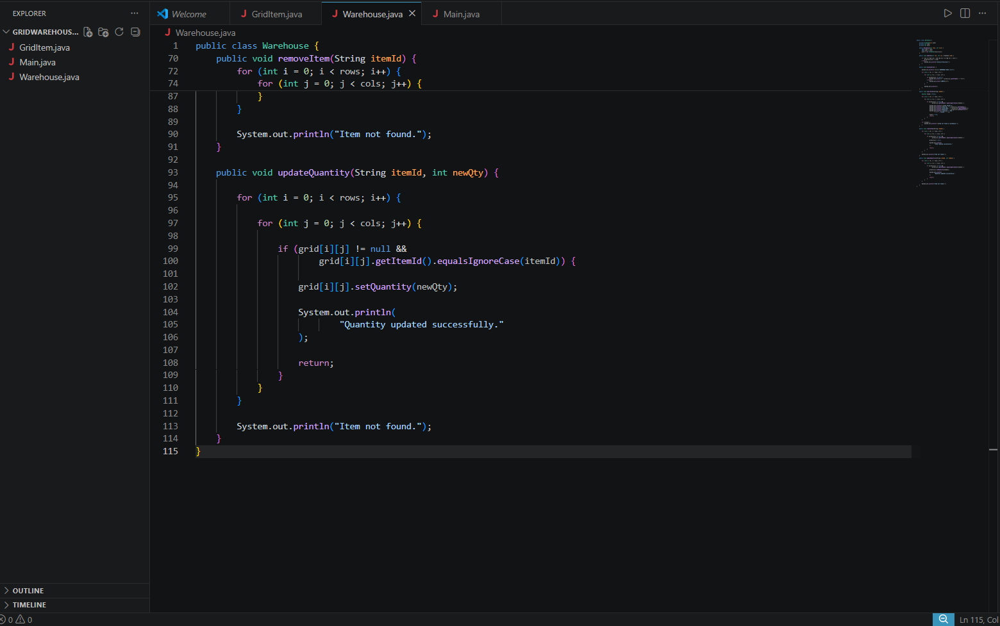 EXPLORER
Welcome
GridItem.java
Warehouse.java
Main.java
GRIDWAREHOUS...
GridItem.java
Main.java
Warehouse.java
Warehouse.java
1 public class Warehouse {
70 public void removeItem(String itemId) {
72 for (int i = 0; i < rows; i++) {
74 for (int j = 0; j < cols; j++) {
87 }
88 }
89
90 System.out.println("Item not found.");
91 }
92
93 public void updateQuantity(String itemId, int newQty) {
94
95 for (int i = 0; i < rows; i++) {
96
97 for (int j = 0; j < cols; j++) {
98
99 if (grid[i][j] != null &&
100 grid[i][j].getItemId().equalsIgnoreCase(itemId)) {
101
102 grid[i][j].setQuantity(newQty);
103
104 System.out.println(
105 "Quantity updated successfully."
106 );
107
108 return;
109 }
110 }
111 }
112
113 System.out.println("Item not found.");
114 }
115 }
OUTLINE
TIMELINE
0 0
Ln 115, Col